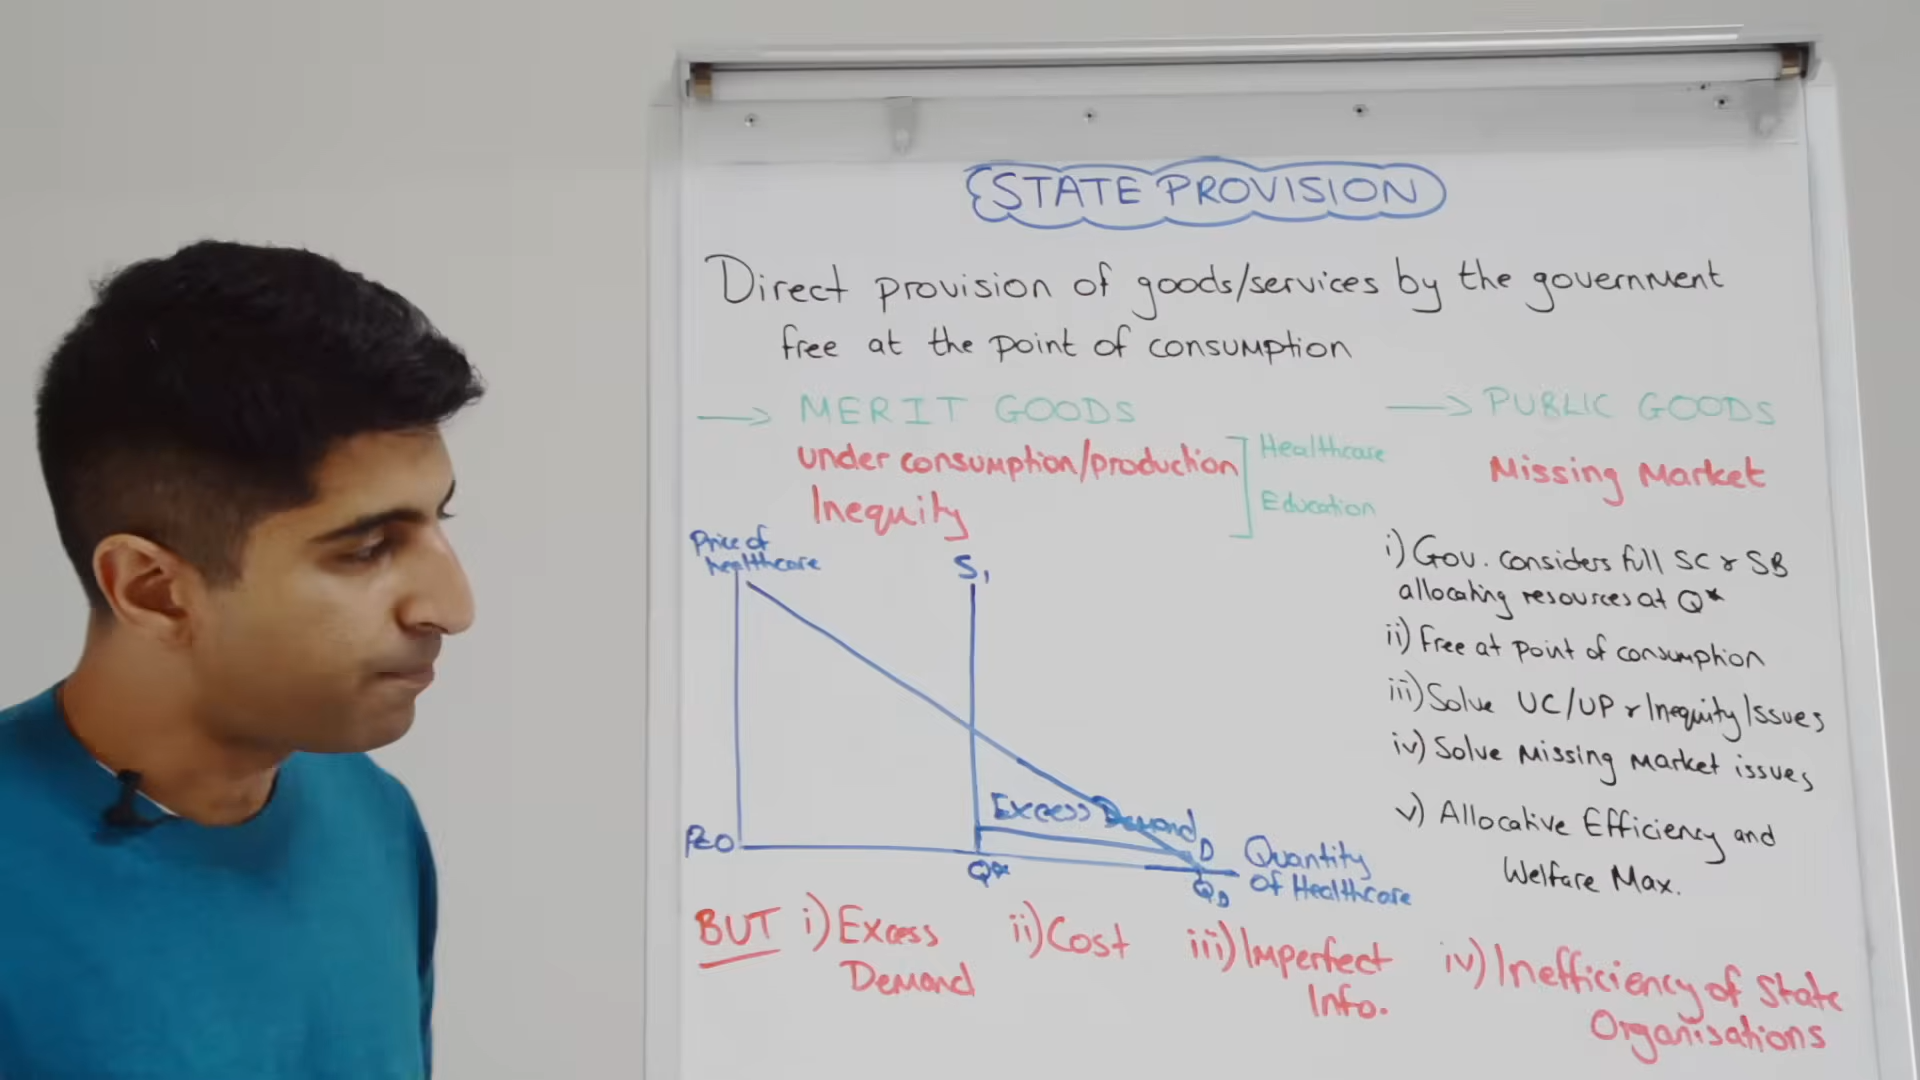 STATE PROVISION
Direct provision of goods/services by the government
free at the point of consumption
→ MERIT GOODS
under consumption/production
Inequity
Healthcare
Education
→ PUBLIC GOODS
Missing Market
i) Gov. considers full SC & SB
allocating resources at Q*
ii) Free at point of consumption
iii) Solve UC/UP & Inequity Issues
iv) Solve Missing Market issues
v) Allocative Efficiency and
Welfare Max.
Price of
healthcare
S1
Excess Demand
D
P=0
Q*
QD
Quantity
of Healthcare
BUT i) Excess
Demand
ii) Cost
iii) Imperfect
Info.
iv) Inefficiency of State
Organisations